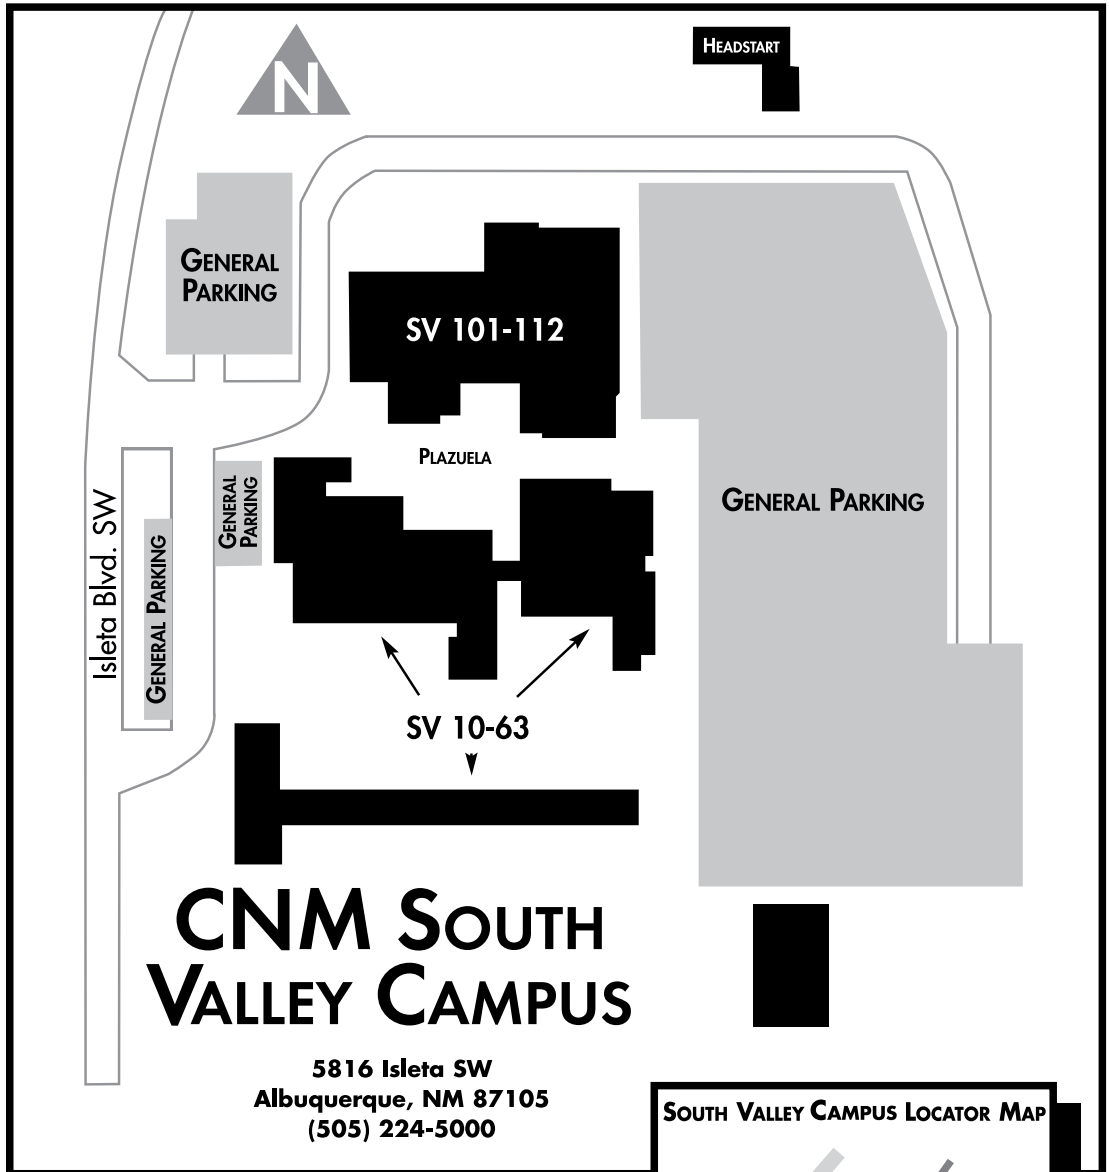 HEADSTART
N
GENERAL
PARKING
SV 101-112
PLAZUELA
GENERAL PARKING
GENERAL
PARKING
Isleta Blvd. SW
GENERAL PARKING
SV 10-63
CNM SOUTH
VALLEY CAMPUS
5816 Isleta SW
Albuquerque, NM 87105
(505) 224-5000
SOUTH VALLEY CAMPUS LOCATOR MAP